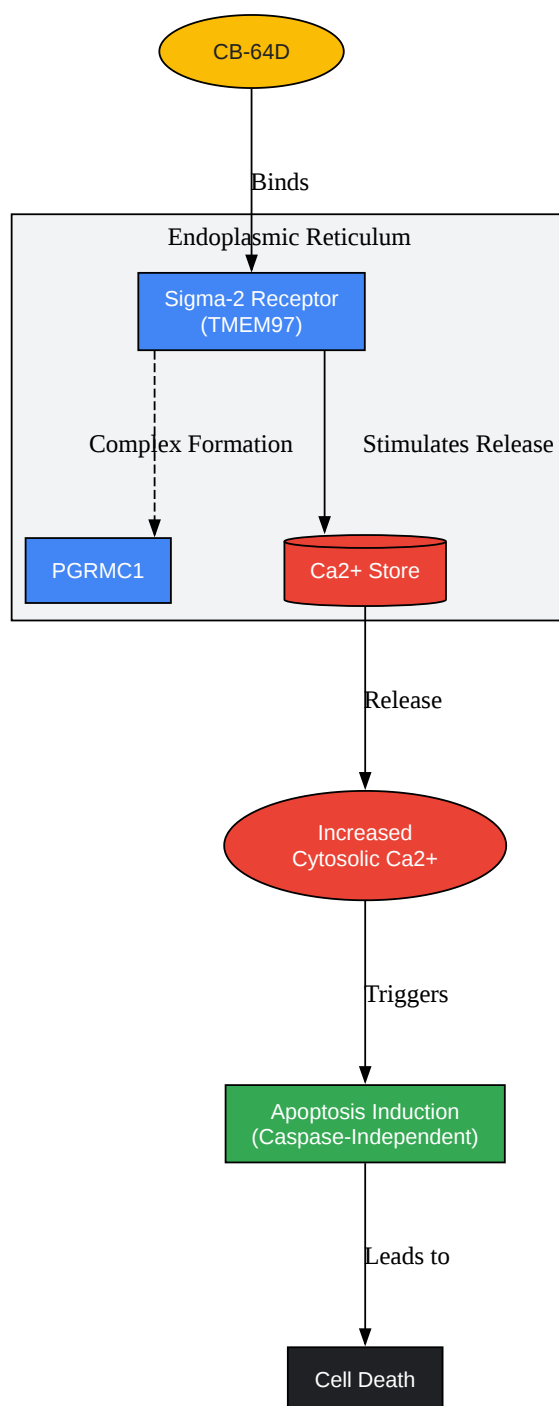 CB-64D
Binds
Endoplasmic Reticulum
Sigma-2 Receptor
(TMEM97)
Complex Formation
Stimulates Release
PGRMC1
Ca2+ Store
Release
Increased
Cytosolic Ca2+
Triggers
Apoptosis Induction
(Caspase-Independent)
Leads to
Cell Death